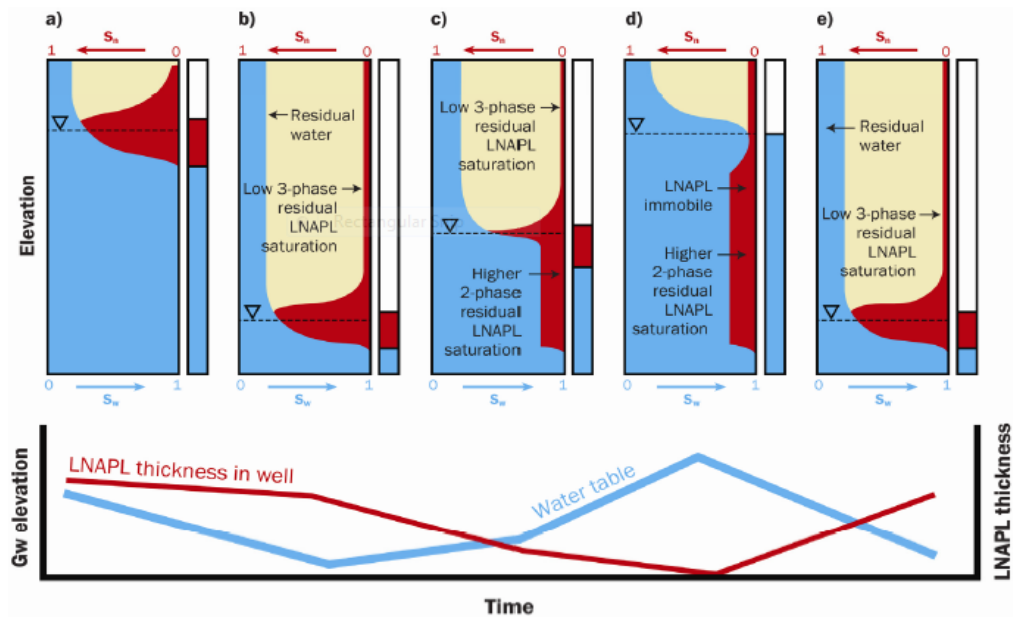 a)
b)
c)
d)
e)
Sn
1
0
Sn
1
0
Sn
1
0
Sn
1
0
Sn
1
0
Elevation
Residual
water
Low 3-phase
residual
LNAPL
saturation
Low 3-phase
residual
LNAPL
saturation
Higher
2-phase
residual
LNAPL
saturation
LNAPL
immobile
Higher
2-phase
residual
LNAPL
saturation
Residual
water
Low 3-phase
residual
LNAPL
saturation
0
1
Sw
0
1
Sw
0
1
Sw
0
1
Sw
0
1
Sw
Gw elevation
LNAPL thickness in well
Water table
LNAPL thickness
Time